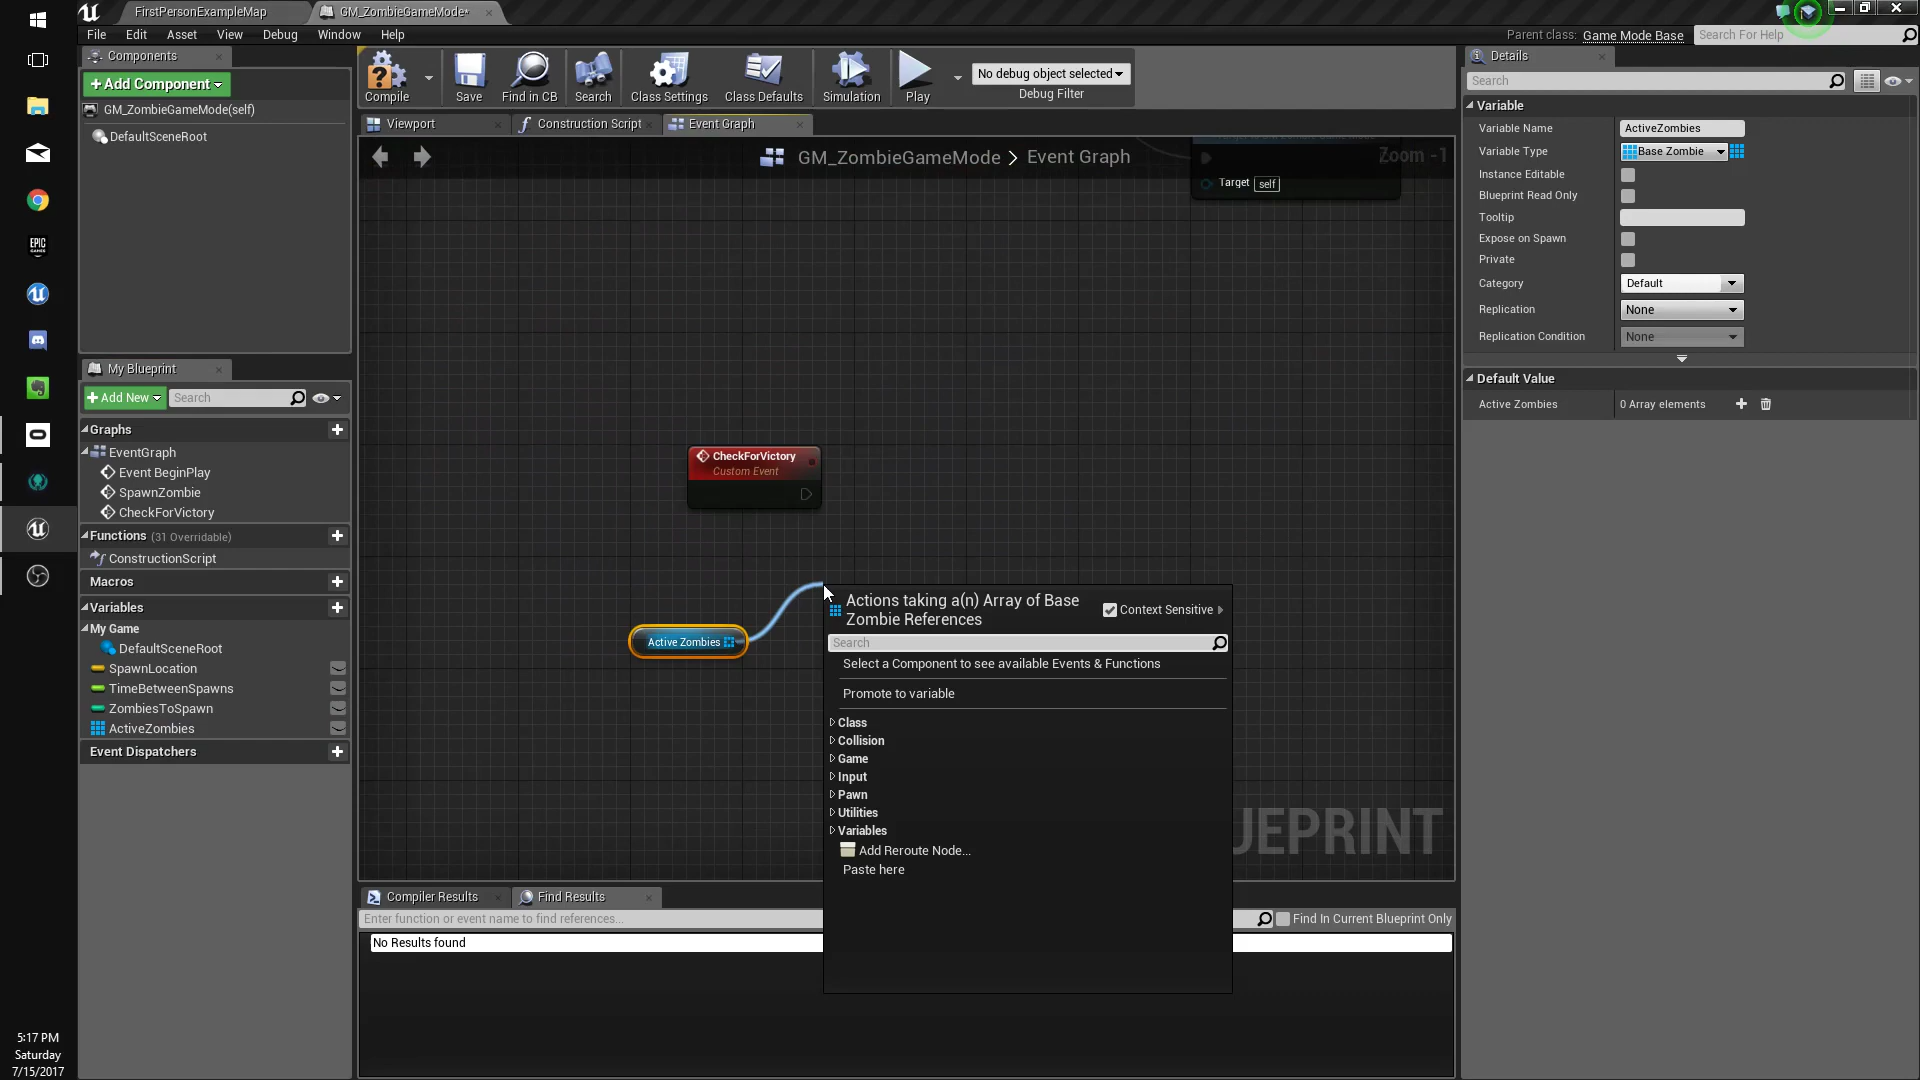 FirstPersonExampleMap
GM_ZombieGameMode*
File Edit Asset View Debug Window Help
Parent class: Game Mode Base
Search For Help
Components
+Add Component
GM_ZombieGameMode(self)
DefaultSceneRoot
Compile
Save
Find in CB
Search
Class Settings
Class Defaults
Simulation
Play
No debug object selected
Debug Filter
Viewport
Construction Script
Event Graph
GM_ZombieGameMode > Event Graph
Zoom -1
Target self
CheckForVictory
Custom Event
Active Zombies
Actions taking a(n) Array of Base
Zombie References
Context Sensitive
Search
Select a Component to see available Events & Functions
Promote to variable
Class
Collision
Game
Input
Pawn
Utilities
Variables
Add Reroute Node...
Paste here
UEPRINT
My Blueprint
+Add New
Search
Graphs
EventGraph
Event BeginPlay
SpawnZombie
CheckForVictory
Functions (31 Overridable)
ConstructionScript
Macros
Variables
My Game
DefaultSceneRoot
SpawnLocation
TimeBetweenSpawns
ZombiesToSpawn
ActiveZombies
Event Dispatchers
Compiler Results
Find Results
Enter function or event name to find references...
Find In Current Blueprint Only
No Results found
Details
Search
Variable
Variable Name ActiveZombies
Variable Type Base Zombie
Instance Editable
Blueprint Read Only
Tooltip
Expose on Spawn
Private
Category Default
Replication None
Replication Condition None
Default Value
Active Zombies 0 Array elements
EPIC
GAMES
5:17 PM
Saturday
7/15/2017